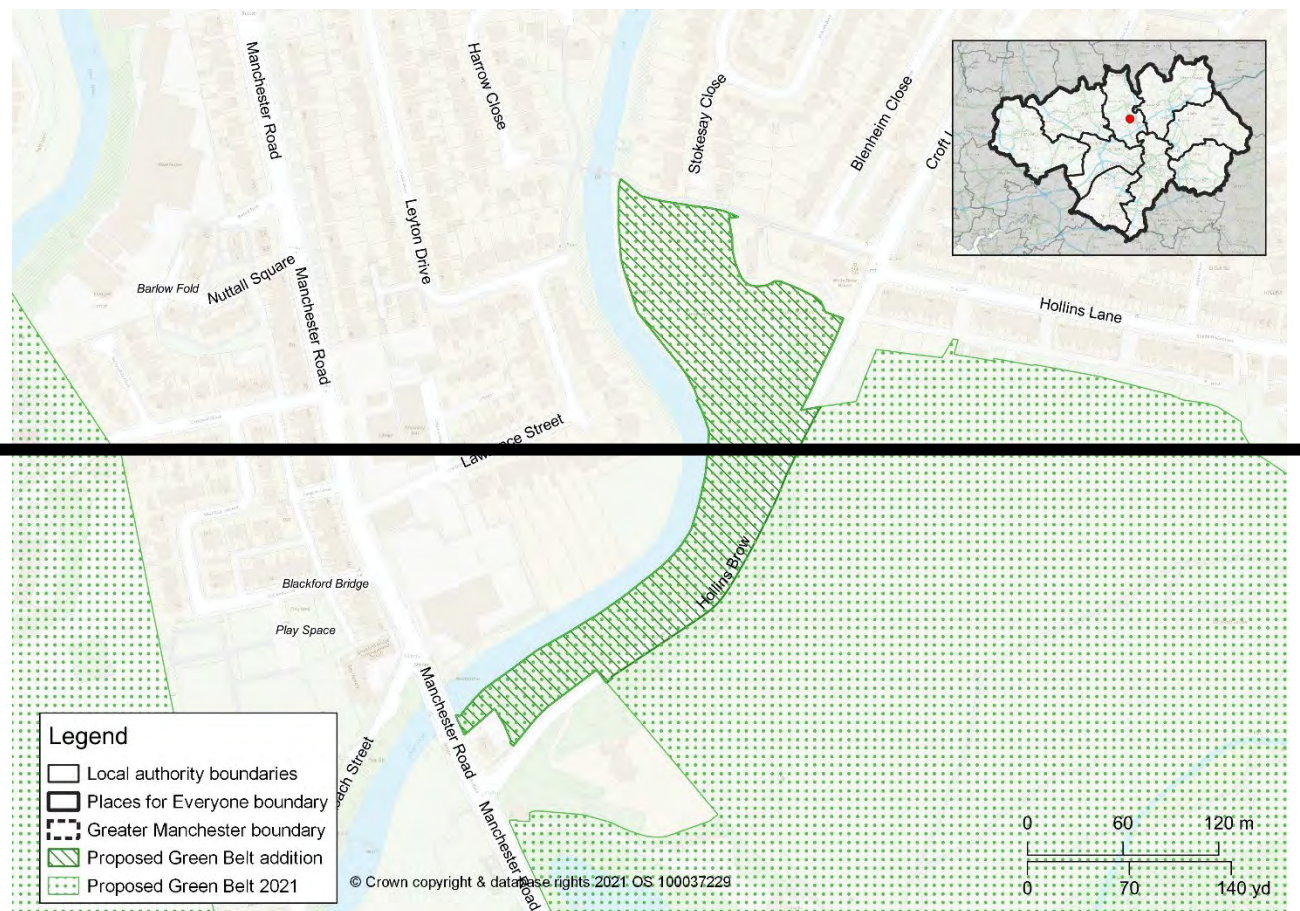 Manchester Road
Harrow Close
Stokesay Close
Blenheim Close
Croft L
Leyton Drive
Barlow Fold
Nuttall Square
Manchester Road
Hollins Lane
Lawrence Street
Hollins Brow
Blackford Bridge
Play Space
Manchester Road
ach Street
Manchester Road
Legend
Local authority boundaries
Places for Everyone boundary
Greater Manchester boundary
Proposed Green Belt addition
Proposed Green Belt 2021
© Crown copyright & database rights 2021 OS 100037229
0 60 120 m
0 70 140 yd